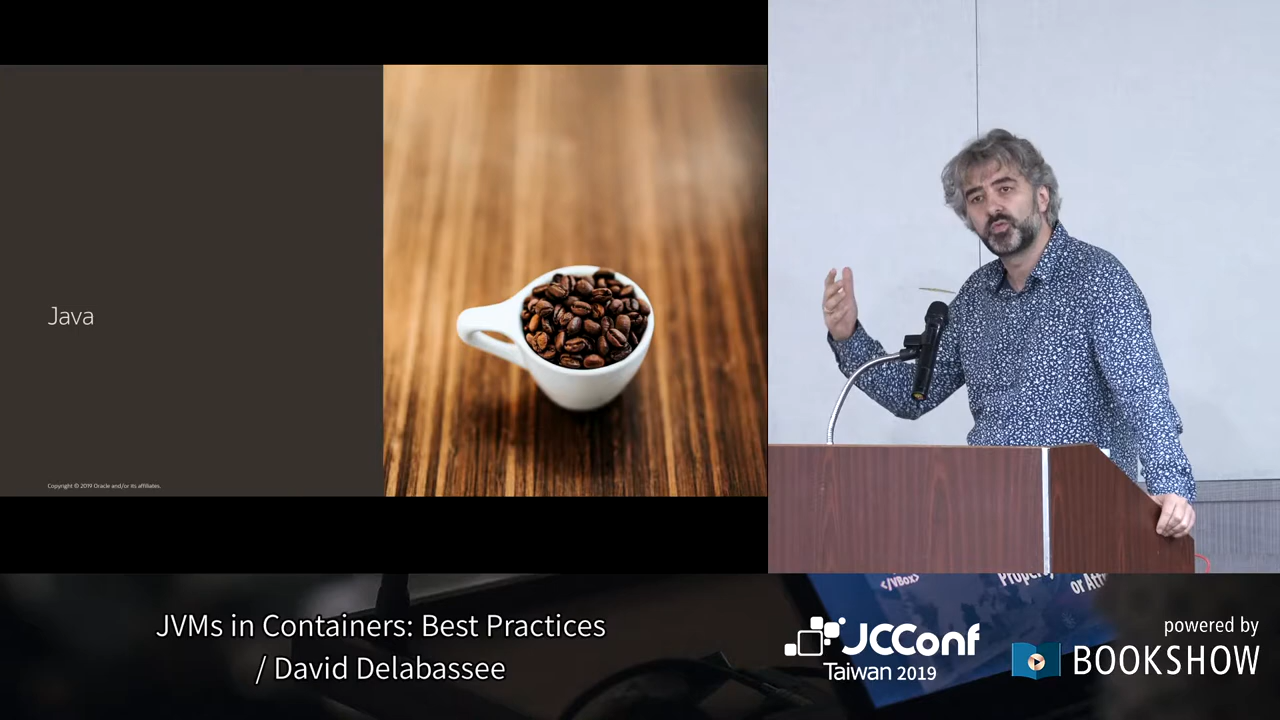 Java
Copyright © 2019 Oracle and/or its affiliates.
</VBox>
JVMs in Containers: Best Practices
/ David Delabassee
JCConf
Taiwan 2019
powered by
BOOKSHOW